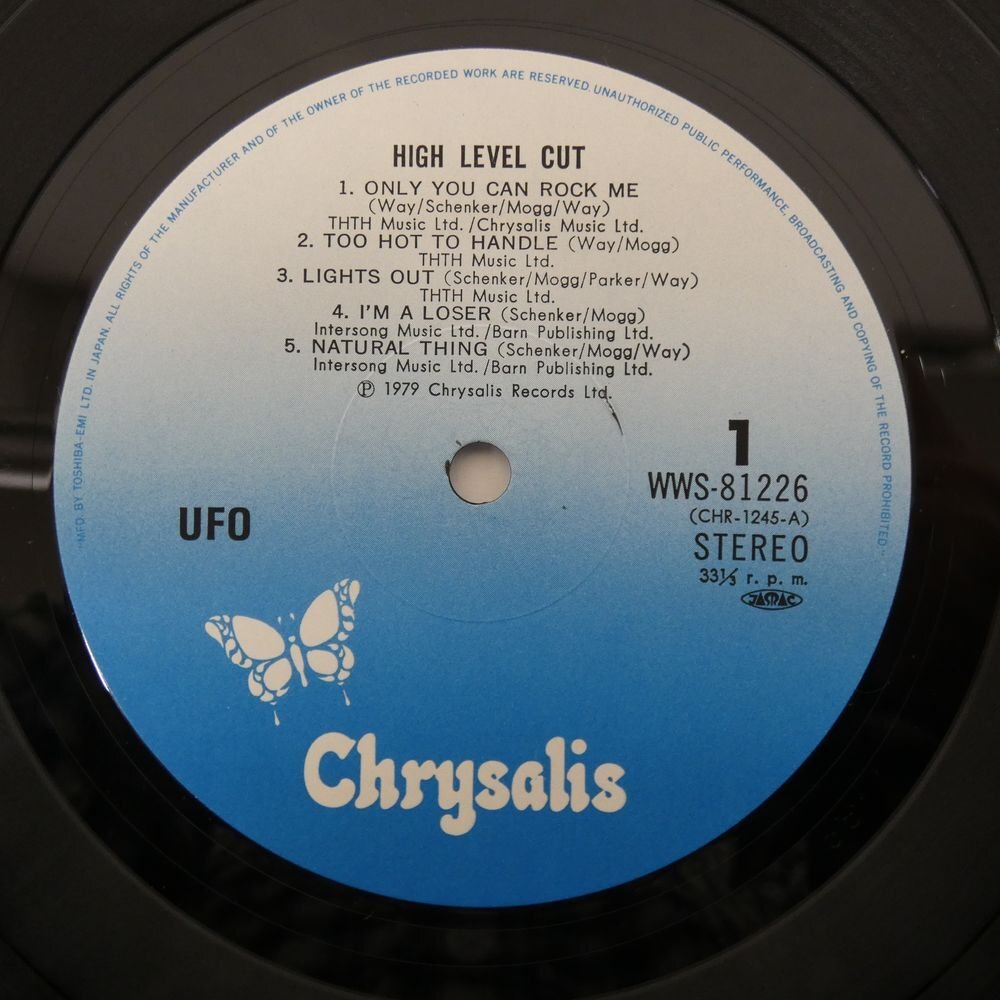 "MFD. BY TOSHIBA-EMI LTD. IN JAPAN. ALL RIGHTS OF THE MANUFACTURER AND OF THE OWNER OF THE RECORDED WORK ARE RESERVED. UNAUTHORIZED PUBLIC PERFORMANCE, BROADCASTING AND COPYING OF THE RECORD PROHIBITED"
HIGH LEVEL CUT
1. ONLY YOU CAN ROCK ME
(Way/Schenker/Mogg/Way)
THTH Music Ltd./Chrysalis Music Ltd.
2. TOO HOT TO HANDLE (Way/Mogg)
THTH Music Ltd.
3. LIGHTS OUT (Schenker/Mogg/Parker/Way)
THTH Music Ltd.
4. I'M A LOSER (Schenker/Mogg)
Intersong Music Ltd./Barn Publishing Ltd.
5. NATURAL THING (Schenker/Mogg/Way)
Intersong Music Ltd./Barn Publishing Ltd.
Ⓟ 1979 Chrysalis Records Ltd.
1
WWS-81226
(CHR-1245-A)
UFO
STEREO
33⅓ r. p. m.
JASRAC
Chrysalis